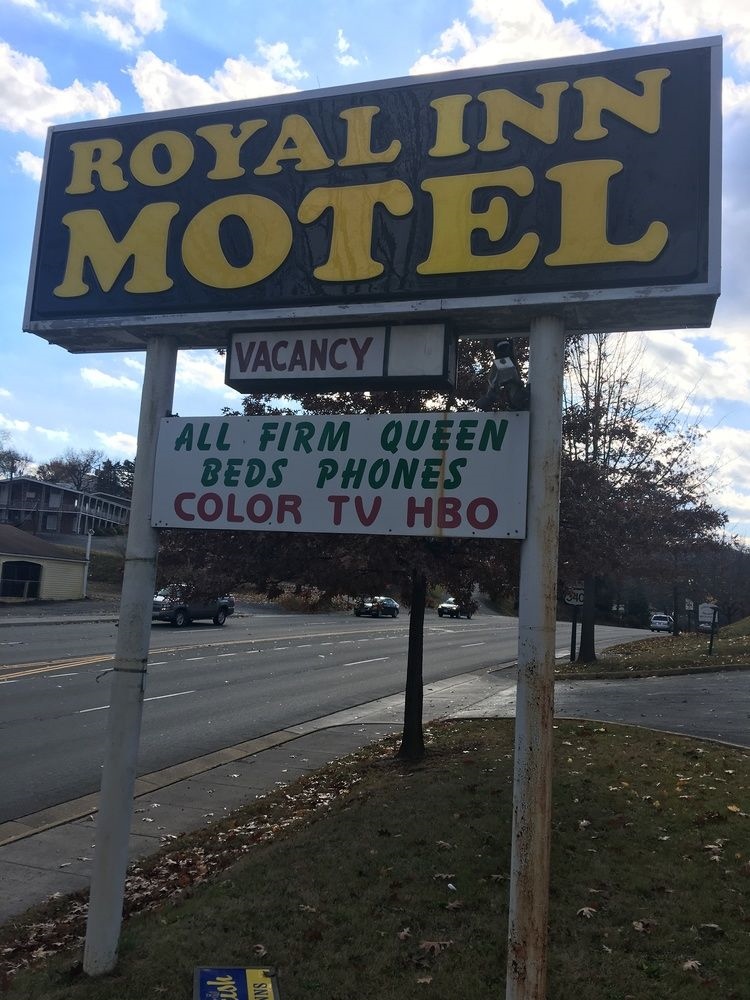 ROYAL INN
MOTEL
VACANCY
ALL FIRM QUEEN
BEDS PHONES
COLOR TV HBO